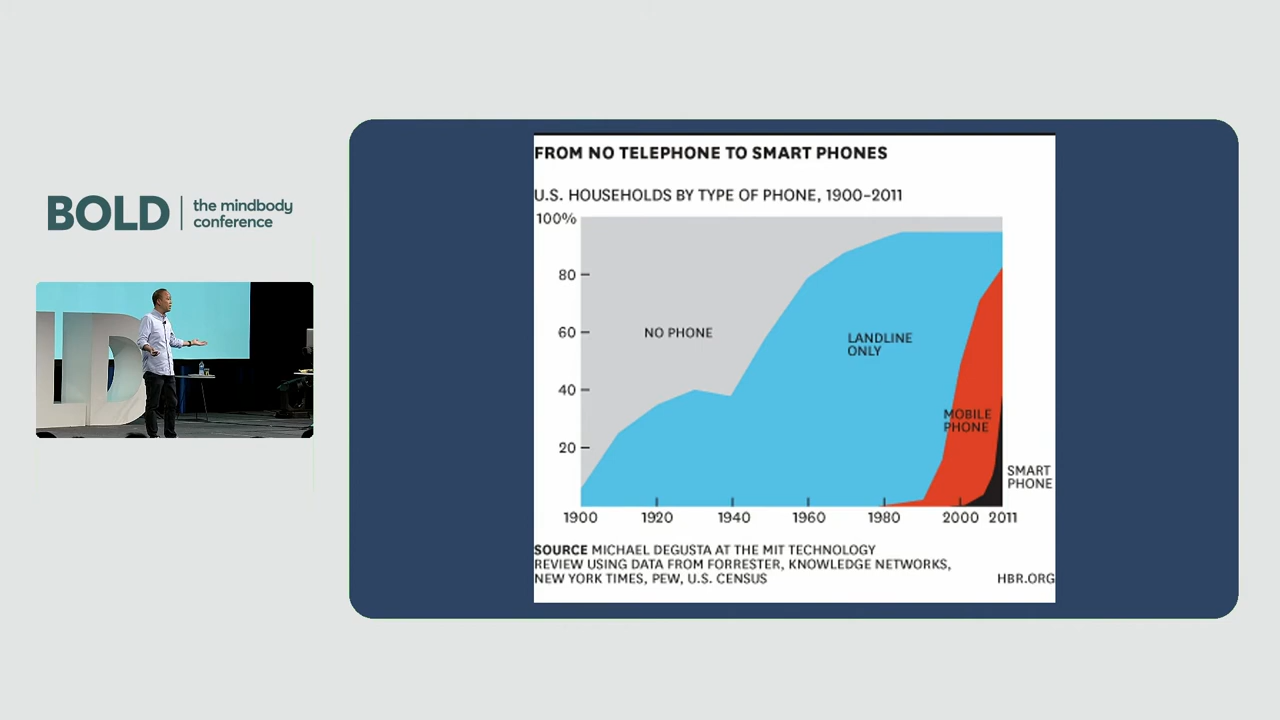 BOLD
the mindbody
conference
FROM NO TELEPHONE TO SMART PHONES
U.S. HOUSEHOLDS BY TYPE OF PHONE, 1900–2011
100%
80
60
40
20
NO PHONE
LANDLINE
ONLY
MOBILE
PHONE
SMART
PHONE
1900 1920 1940 1960 1980 2000 2011
SOURCE MICHAEL DEGUSTA AT THE MIT TECHNOLOGY
REVIEW USING DATA FROM FORRESTER, KNOWLEDGE NETWORKS,
NEW YORK TIMES, PEW, U.S. CENSUS
HBR.ORG
LD